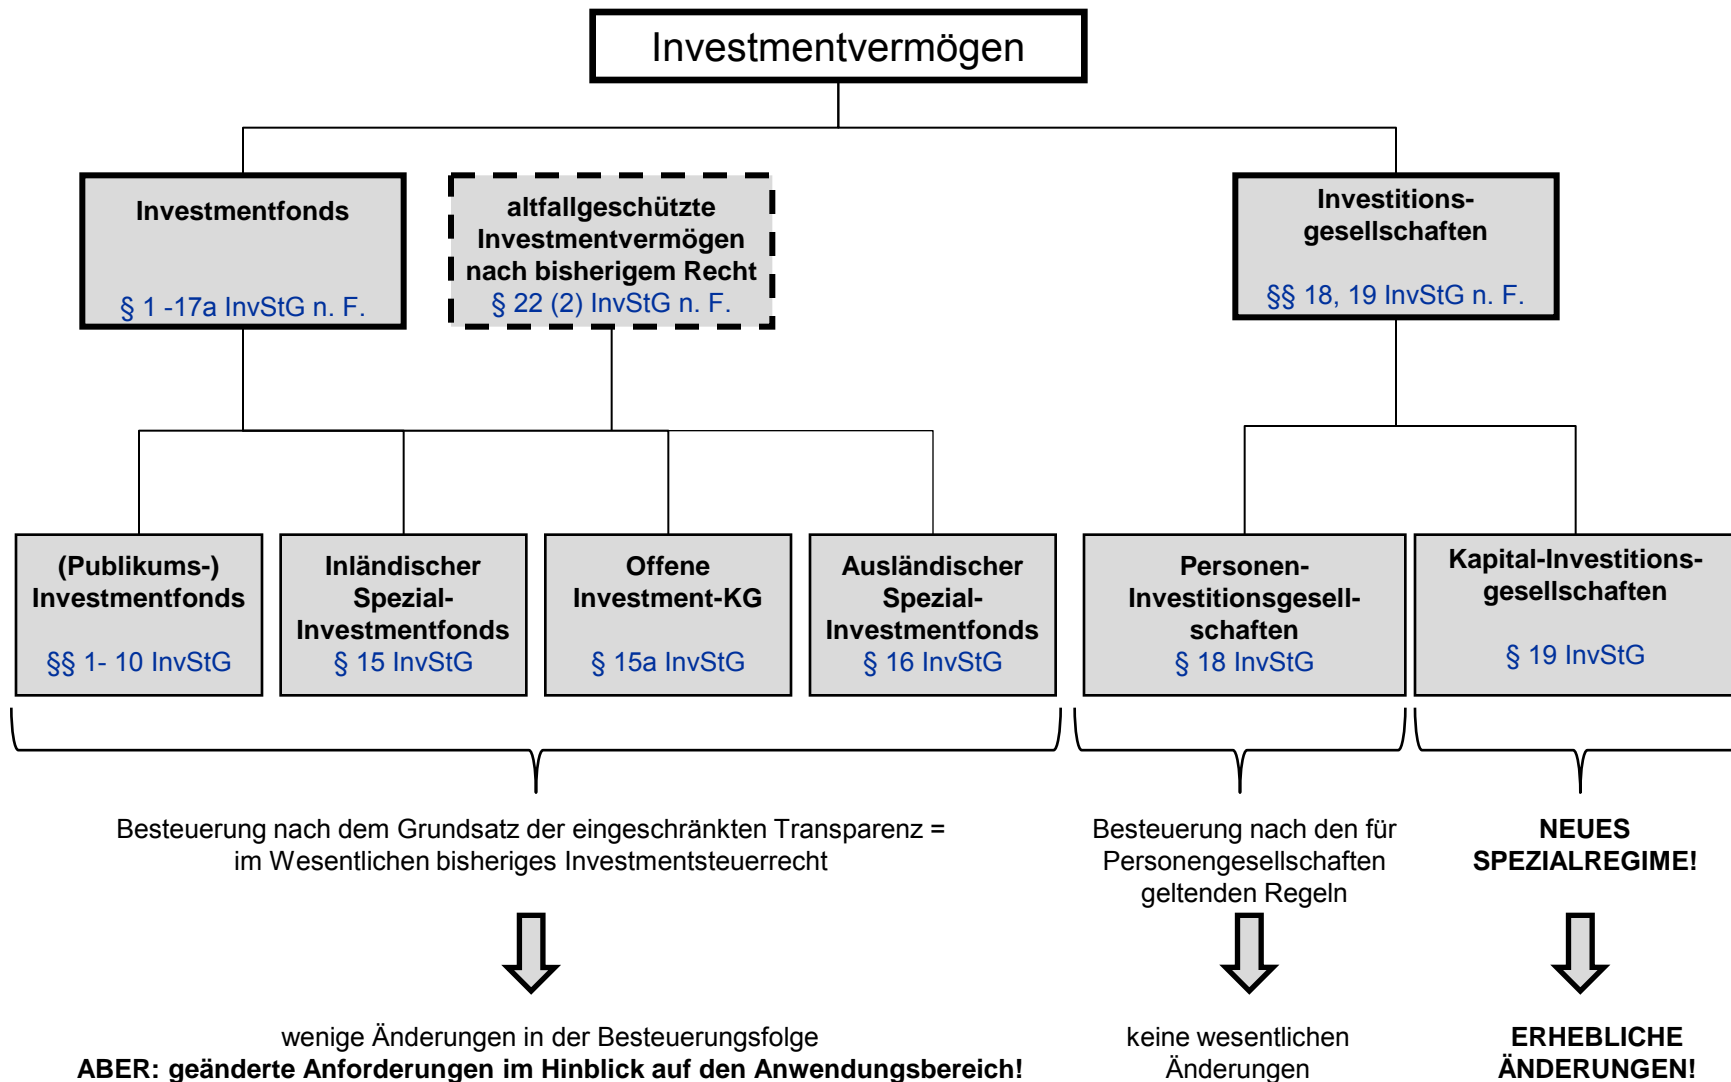 Investmentvermögen
Investmentfonds
§ 1 -17a InvStG n. F.
altfallgeschützte
Investmentvermögen
nach bisherigem Recht
§ 22 (2) InvStG n. F.
Investitions-
gesellschaften
§§ 18, 19 InvStG n. F.
(Publikums-)
Investmentfonds
§§ 1- 10 InvStG
Inländischer
Spezial-
Investmentfonds
§ 15 InvStG
Offene
Investment-KG
§ 15a InvStG
Ausländischer
Spezial-
Investmentfonds
§ 16 InvStG
Personen-
Investitionsgesell-
schaften
§ 18 InvStG
Kapital-Investitions-
gesellschaften
§ 19 InvStG
Besteuerung nach dem Grundsatz der eingeschränkten Transparenz =
im Wesentlichen bisheriges Investmentsteuerrecht
Besteuerung nach den für
Personengesellschaften
geltenden Regeln
NEUES
SPEZIALREGIME!
wenige Änderungen in der Besteuerungsfolge
ABER: geänderte Anforderungen im Hinblick auf den Anwendungsbereich!
keine wesentlichen
Änderungen
ERHEBLICHE
ÄNDERUNGEN!